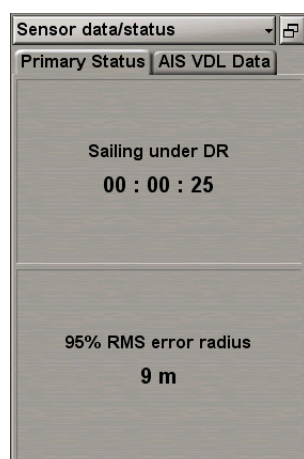 Sensor data/status
Primary Status AIS VDL Data
Sailing under DR
00 : 00 : 25
95% RMS error radius
9 m